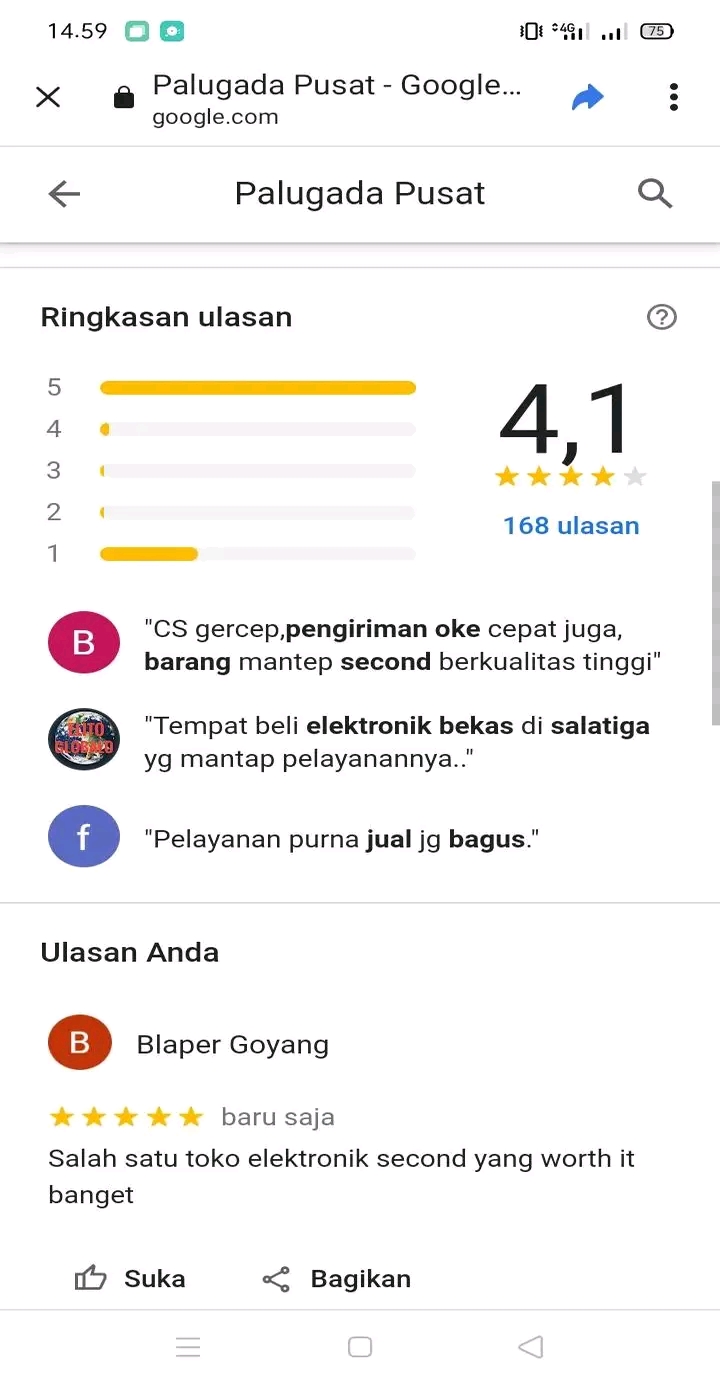 14.59
4G
75
Palugada Pusat - Google...
google.com
Palugada Pusat
Ringkasan ulasan
5
4
3
2
1
4,1
168 ulasan
B
"CS gercep,pengiriman oke cepat juga,
barang mantep second berkualitas tinggi"
"Tempat beli elektronik bekas di salatiga
yg mantap pelayanannya.."
f
"Pelayanan purna jual jg bagus."
Ulasan Anda
B
Blaper Goyang
baru saja
Salah satu toko elektronik second yang worth it
banget
Suka
Bagikan